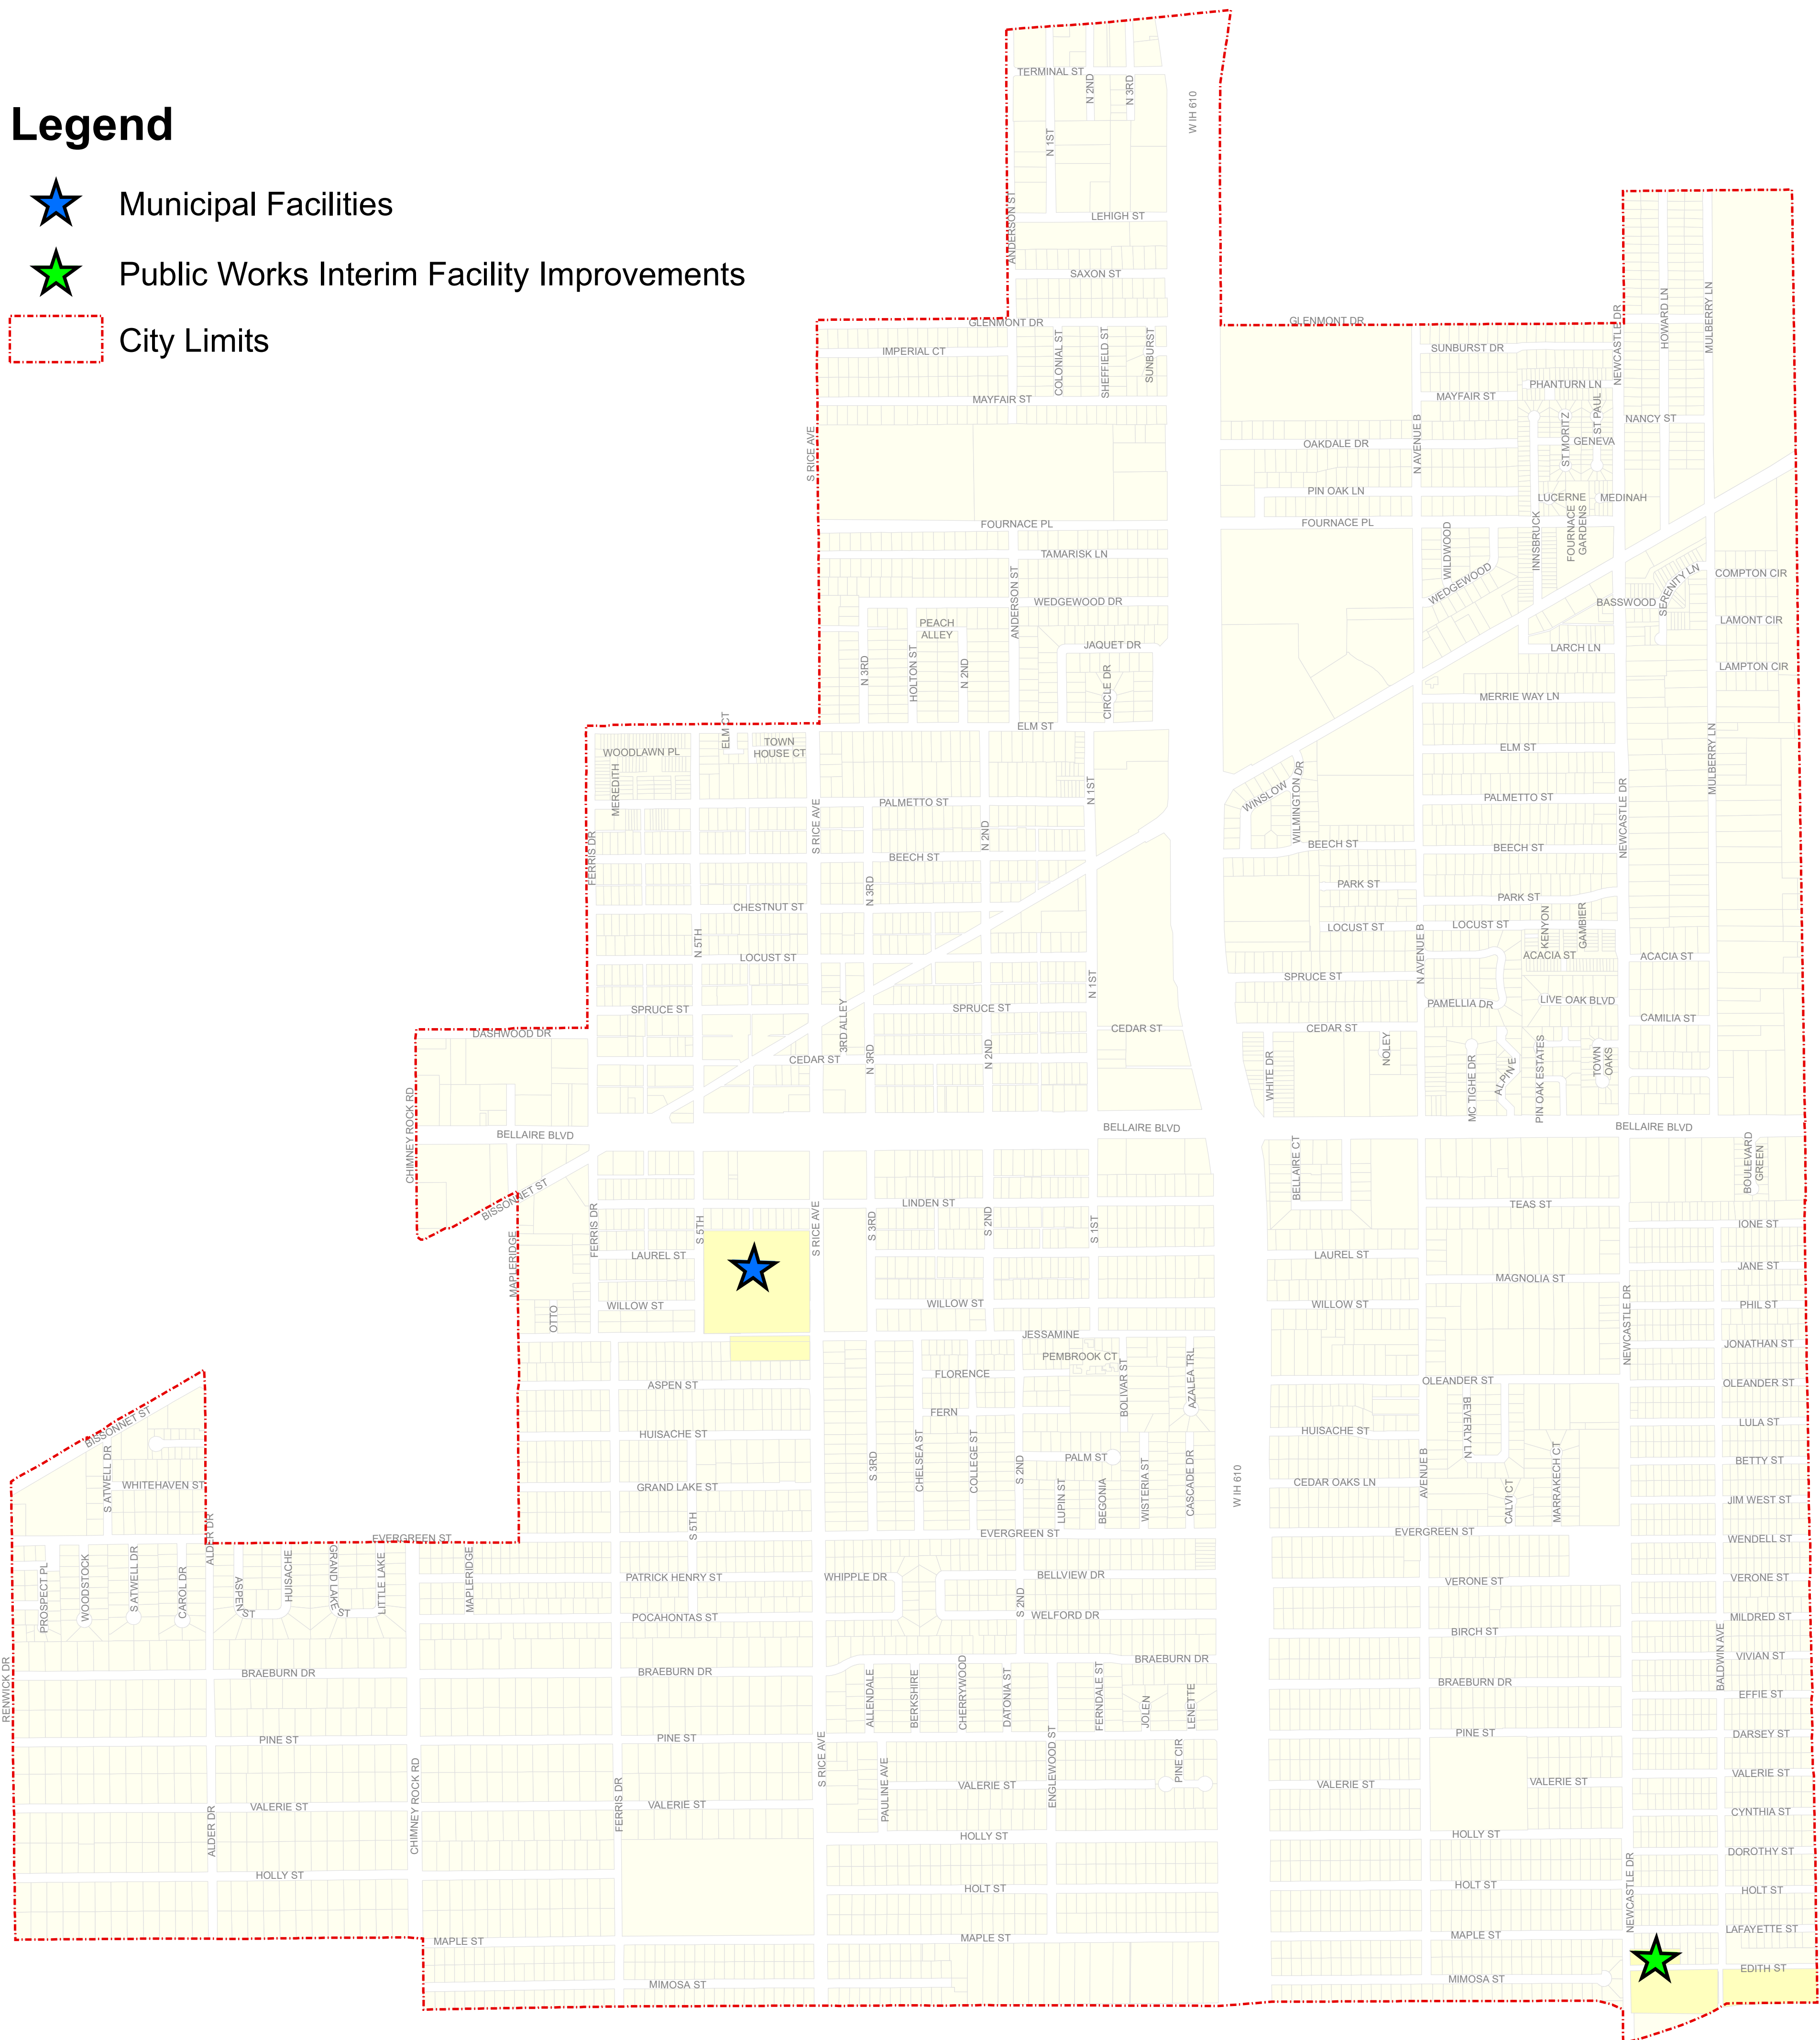 Legend
Municipal Facilities
Public Works Interim Facility Improvements
City Limits
TERMINAL ST
N 2ND
N 3RD
W IH 610
N 1ST
ANDERSON ST
LEHIGH ST
SAXON ST
GLENMONT DR
GLENMONT DR
NEWCASTLE DR
HOWARD LN
MULBERRY LN
IMPERIAL CT
COLONIAL ST
SHEFFIELD ST
SUNBURST
SUNBURST DR
PHANTURN LN
MAYFAIR ST
MAYFAIR ST
NANCY ST
S RICE AVE
N AVENUE B
OAKDALE DR
ST MORITZ
ST PAUL
GENEVA
PIN OAK LN
LUCERNE
MEDINAH
FOURNACE PL
FOURNACE PL
WILDWOOD
INNSBRUCK
FOURNACE
GARDENS
TAMARISK LN
WEDGEWOOD
COMPTON CIR
SERENITY LN
BASSWOOD
ANDERSON ST
WEDGEWOOD DR
LAMONT CIR
PEACH
ALLEY
JAQUET DR
LARCH LN
LAMPTON CIR
N 3RD
HOLTON ST
N 2ND
CIRCLE DR
MERRIE WAY LN
ELM CT
ELM ST
ELM ST
WOODLAWN PL
TOWN
HOUSE CT
MULBERRY LN
MEREDITH
N 1ST
WINSLOW
WILMINGTON DR
PALMETTO ST
PALMETTO ST
NEWCASTLE DR
FERRIS DR
S RICE AVE
N 2ND
BEECH ST
BEECH ST
BEECH ST
N 3RD
PARK ST
PARK ST
CHESTNUT ST
LOCUST ST
LOCUST ST
KENYON
GAMBIER
N 5TH
LOCUST ST
N AVENUE B
ACACIA ST
ACACIA ST
SPRUCE ST
N 1ST
SPRUCE ST
SPRUCE ST
PAMELLIA DR
LIVE OAK BLVD
CAMILIA ST
DASHWOOD DR
3RD ALLEY
CEDAR ST
CEDAR ST
CEDAR ST
N 3RD
N 2ND
WHITE DR
NOLEY
MC TIGHE DR
ALPINE
PIN OAK ESTATES
TOWN
OAKS
CHIMNEY ROCK RD
BELLAIRE BLVD
BELLAIRE BLVD
BELLAIRE BLVD
BISSONNET ST
BELLAIRE CT
BOULEVARD
GREEN
LINDEN ST
TEAS ST
FERRIS DR
S 5TH
S RICE AVE
S 3RD
S 2ND
S 1ST
IONE ST
MAPLERIDGE
LAUREL ST
LAUREL ST
JANE ST
MAGNOLIA ST
OTTO
WILLOW ST
WILLOW ST
WILLOW ST
PHIL ST
NEWCASTLE DR
JESSAMINE
JONATHAN ST
PEMBROOK CT
FLORENCE
BOLIVAR ST
AZALEA TRL
ASPEN ST
OLEANDER ST
OLEANDER ST
BISSONNET ST
FERN
BEVERLY LN
LULA ST
HUISACHE ST
HUISACHE ST
S ATWELL DR
S 3RD
CHELSEA ST
COLLEGE ST
S 2ND
PALM ST
BETTY ST
WHITEHAVEN ST
GRAND LAKE ST
LUPIN ST
BEGONIA
WISTERIA ST
CASCADE DR
W IH 610
CEDAR OAKS LN
AVENUE B
CALVI CT
MARRAKECH CT
JIM WEST ST
ALDER DR
EVERGREEN ST
S 5TH
EVERGREEN ST
EVERGREEN ST
WENDELL ST
PROSPECT PL
WOODSTOCK
S ATWELL DR
CAROL DR
ASPEN
ST
HUISACHE
GRAND LAKE
ST
LITTLE LAKE
MAPLERIDGE
PATRICK HENRY ST
WHIPPLE DR
BELLVIEW DR
VERONE ST
VERONE ST
POCAHONTAS ST
S 2ND
WELFORD DR
MILDRED ST
BIRCH ST
RENWICK DR
BRAEBURN DR
BRAEBURN DR
BRAEBURN DR
BRAEBURN DR
BALDWIN AVE
VIVIAN ST
EFFIE ST
ALLENDALE
BERKSHIRE
CHERRYWOOD
DATONIA ST
FERNDALE ST
JOLEN
LENETTE
PINE ST
PINE ST
PINE ST
DARSEY ST
S RICE AVE
PAULINE AVE
ENGLEWOOD ST
PINE CIR
VALERIE ST
VALERIE ST
VALERIE ST
VALERIE ST
VALERIE ST
VALERIE ST
ALDER DR
CHIMNEY ROCK RD
FERRIS DR
CYNTHIA ST
HOLLY ST
HOLLY ST
HOLLY ST
DOROTHY ST
HOLT ST
HOLT ST
HOLT ST
NEWCASTLE DR
LAFAYETTE ST
MAPLE ST
MAPLE ST
MAPLE ST
EDITH ST
MIMOSA ST
MIMOSA ST